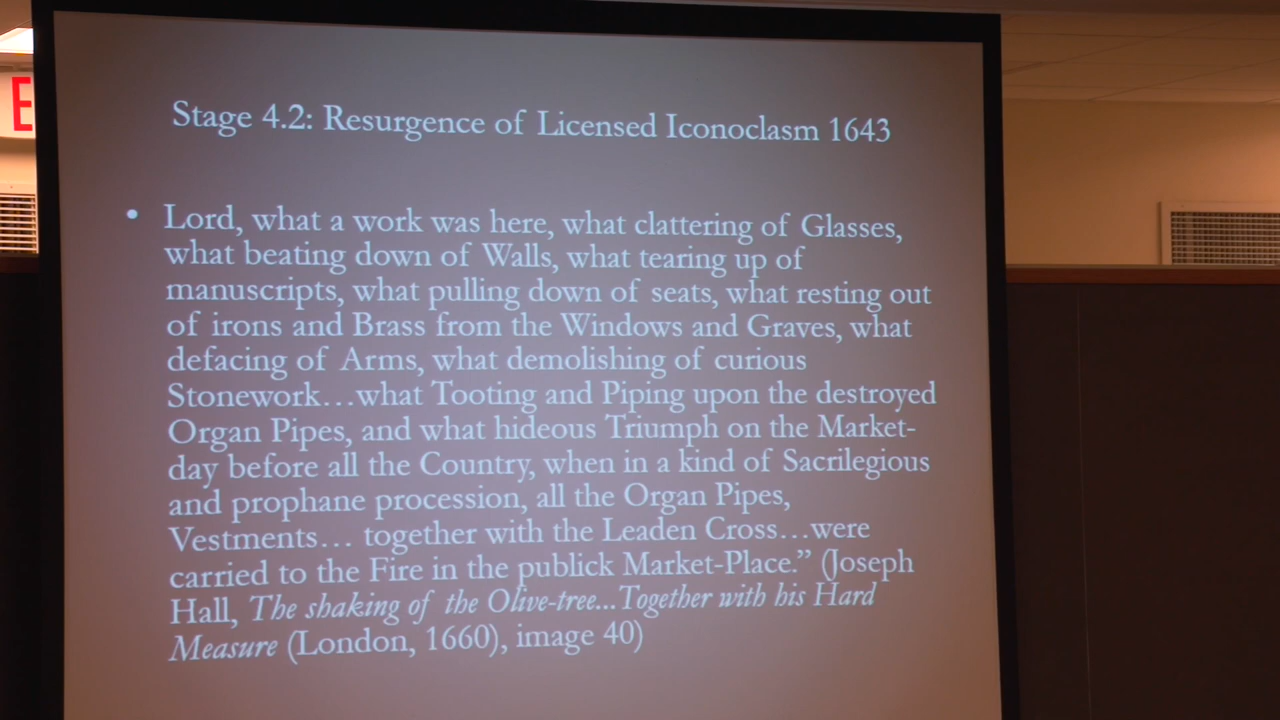 E
Stage 4.2: Resurgence of Licensed Iconoclasm 1643
• Lord, what a work was here, what clattering of Glasses,
what beating down of Walls, what tearing up of
manuscripts, what pulling down of seats, what resting out
of irons and Brass from the Windows and Graves, what
defacing of Arms, what demolishing of curious
Stonework…what Tooting and Piping upon the destroyed
Organ Pipes, and what hideous Triumph on the Market-
day before all the Country, when in a kind of Sacrilegious
and prophane procession, all the Organ Pipes,
Vestments… together with the Leaden Cross…were
carried to the Fire in the publick Market-Place.” (Joseph
Hall, The shaking of the Olive-tree...Together with his Hard
Measure (London, 1660), image 40)